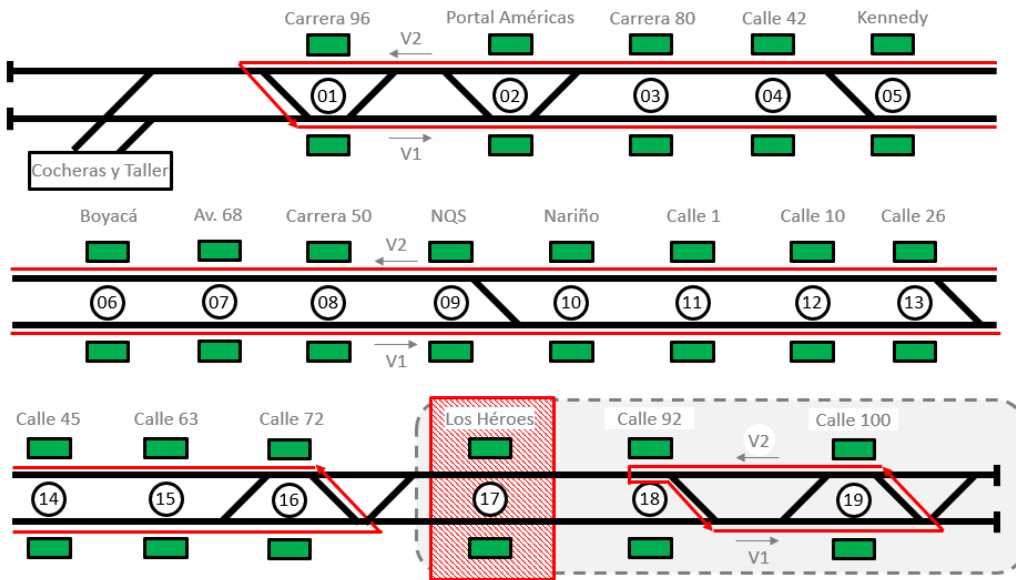 Carrera 96 Portal Américas Carrera 80 Calle 42 Kennedy
V2
01 02 03 04 05
V1
Cocheras y Taller
Boyacá Av. 68 Carrera 50 NQS Nariño Calle 1 Calle 10 Calle 26
V2
06 07 08 09 10 11 12 13
V1
Calle 45 Calle 63 Calle 72 Los Héroes Calle 92 Calle 100
V2
14 15 16 17 18 19
V1